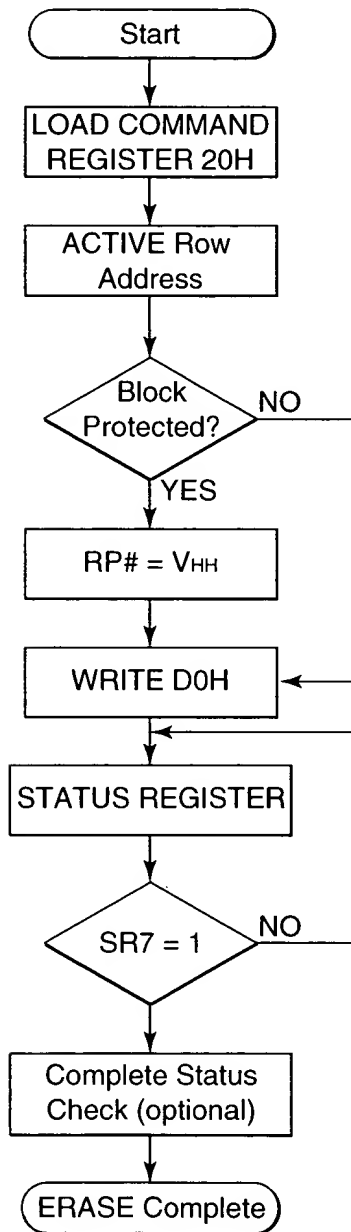 Start
LOAD COMMAND
REGISTER 20H
ACTIVE Row
Address
Block
Protected?
NO
YES
RP# = VHH
WRITE D0H
STATUS REGISTER
SR7 = 1
NO
Complete Status
Check (optional)
ERASE Complete